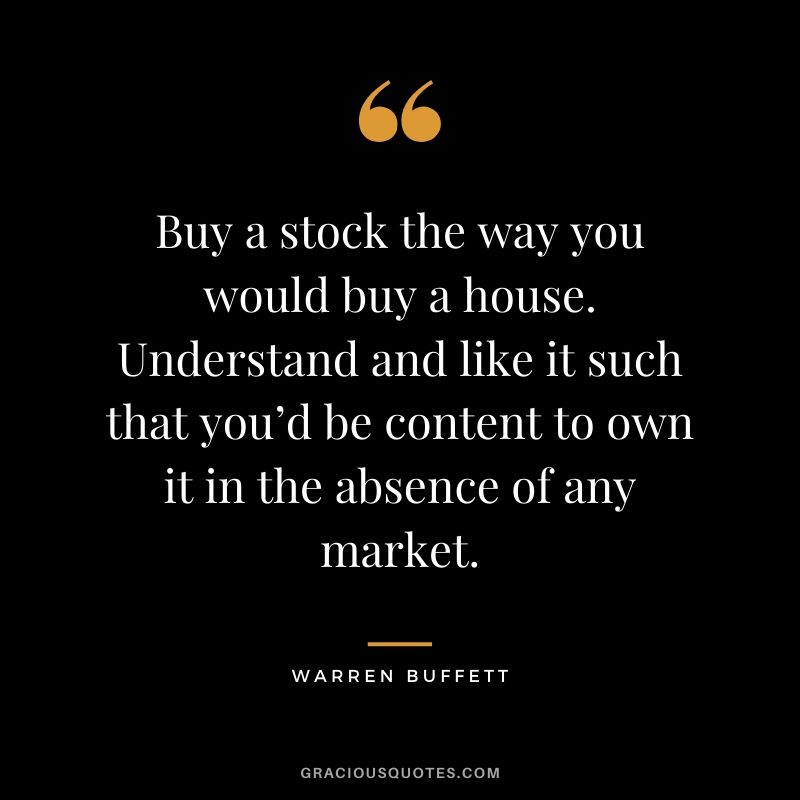 “
Buy a stock the way you
would buy a house.
Understand and like it such
that you’d be content to own
it in the absence of any
market.
WARREN BUFFETT
GRACIOUSQUOTES.COM